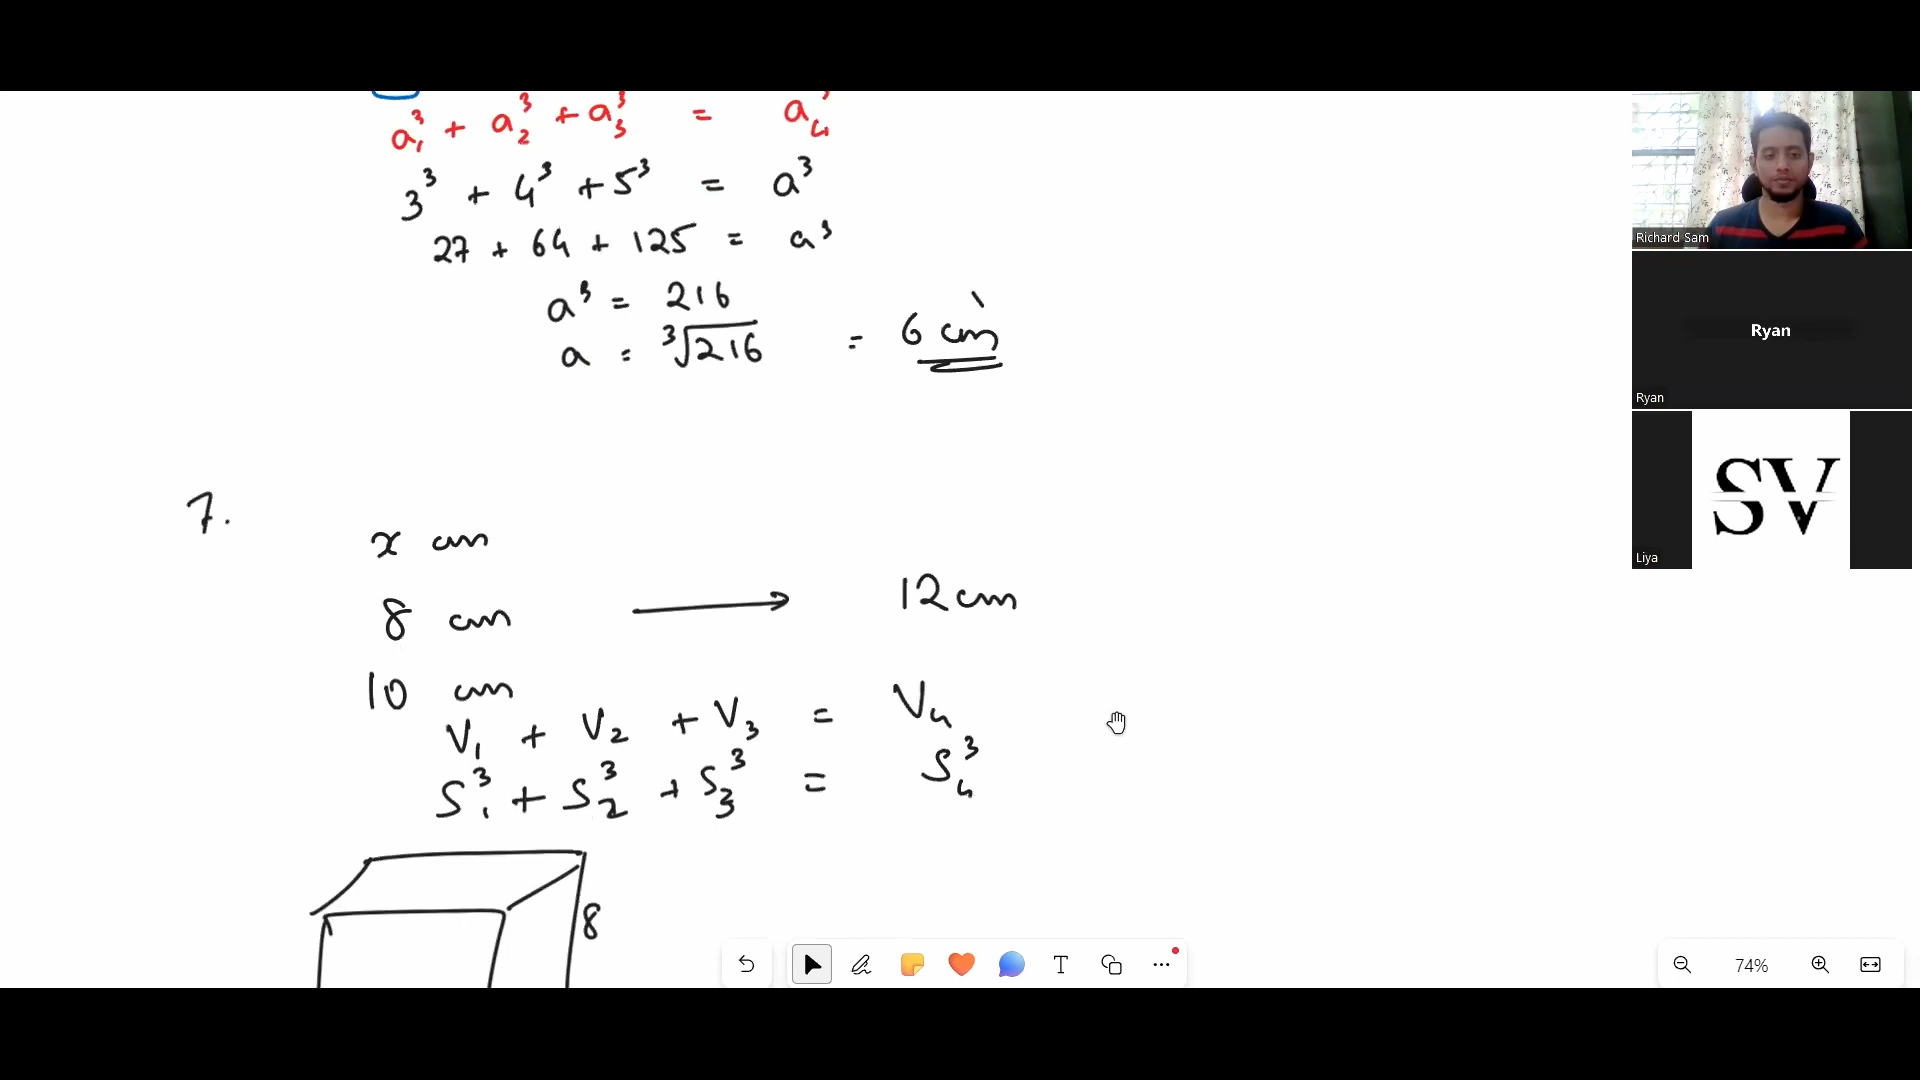 a₁³ + a₂³ + a₃³ = a₄³
3³ + 4³ + 5³ = a³
27 + 64 + 125 = a³
a³ = 216
a = ∛216 = 6 cm
7.
x cm
8 cm → 12 cm
10 cm
V₁ + V₂ + V₃ = V₄
S₁³ + S₂³ + S₃³ = S₄³
8
Richard Sam
Ryan
Ryan
SV
Liya
T
74%